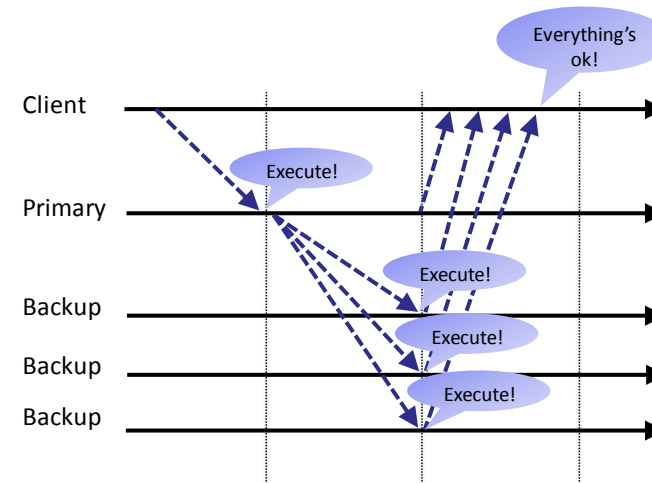 Everything’s
ok!
Client
Execute!
Primary
Execute!
Backup
Execute!
Backup
Execute!
Backup